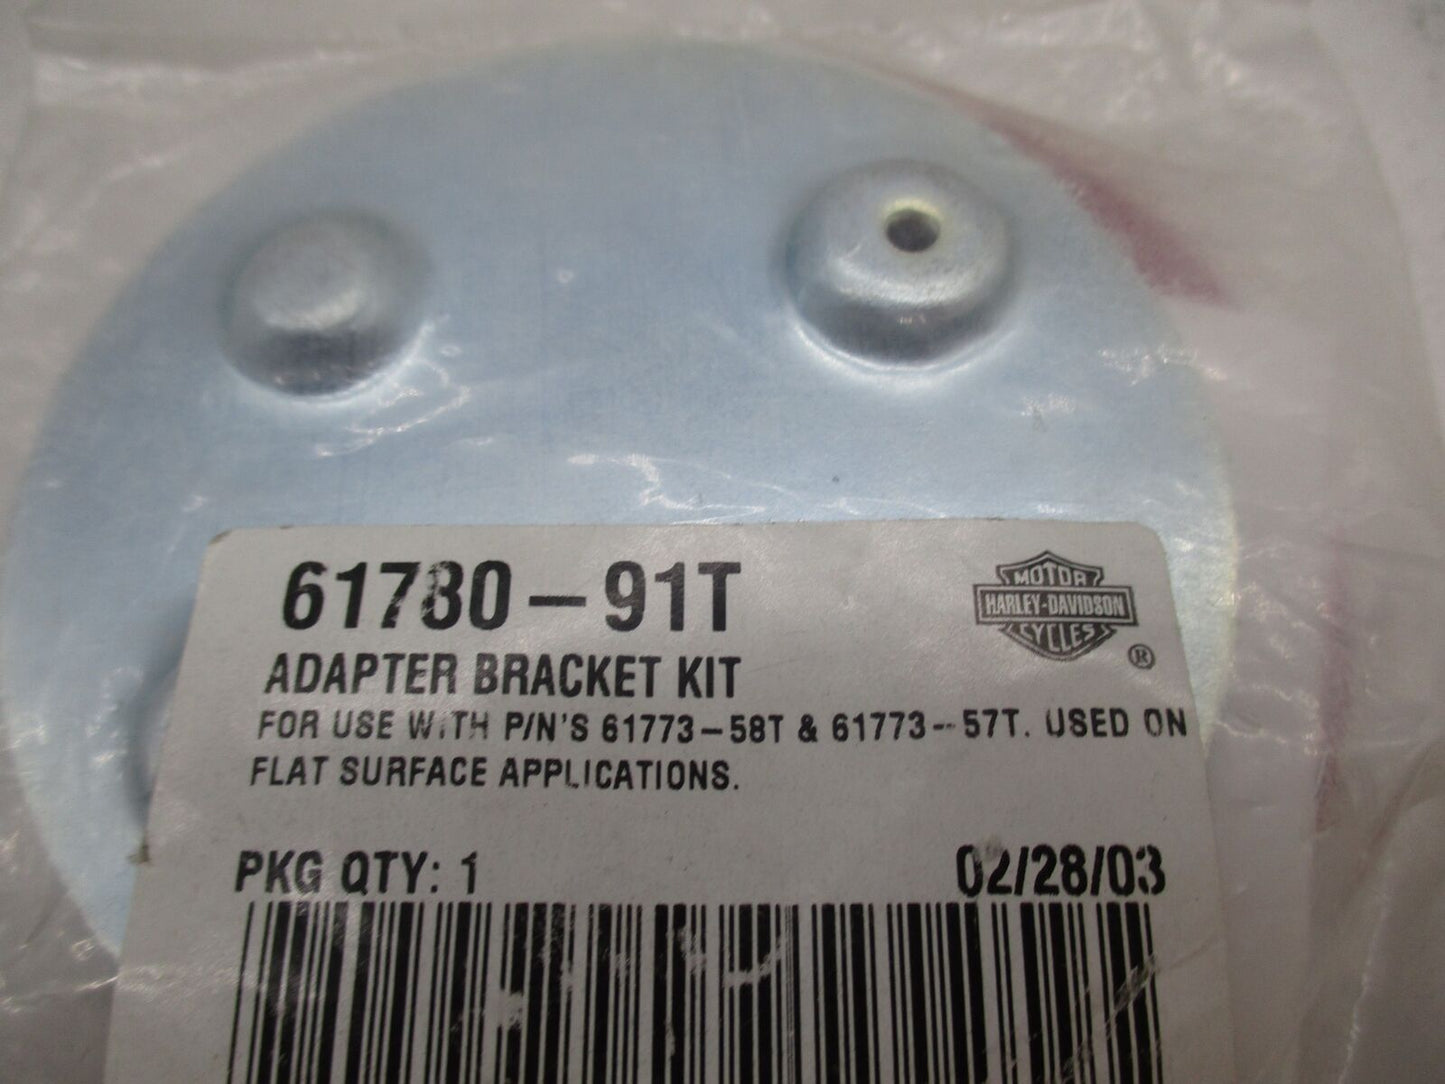 61780-91T
MOTOR
HARLEY-DAVIDSON
CYCLES
®
ADAPTER BRACKET KIT
FOR USE WITH P/N'S 61773-58T & 61773-57T. USED ON
FLAT SURFACE APPLICATIONS.
PKG QTY: 1 02/28/03